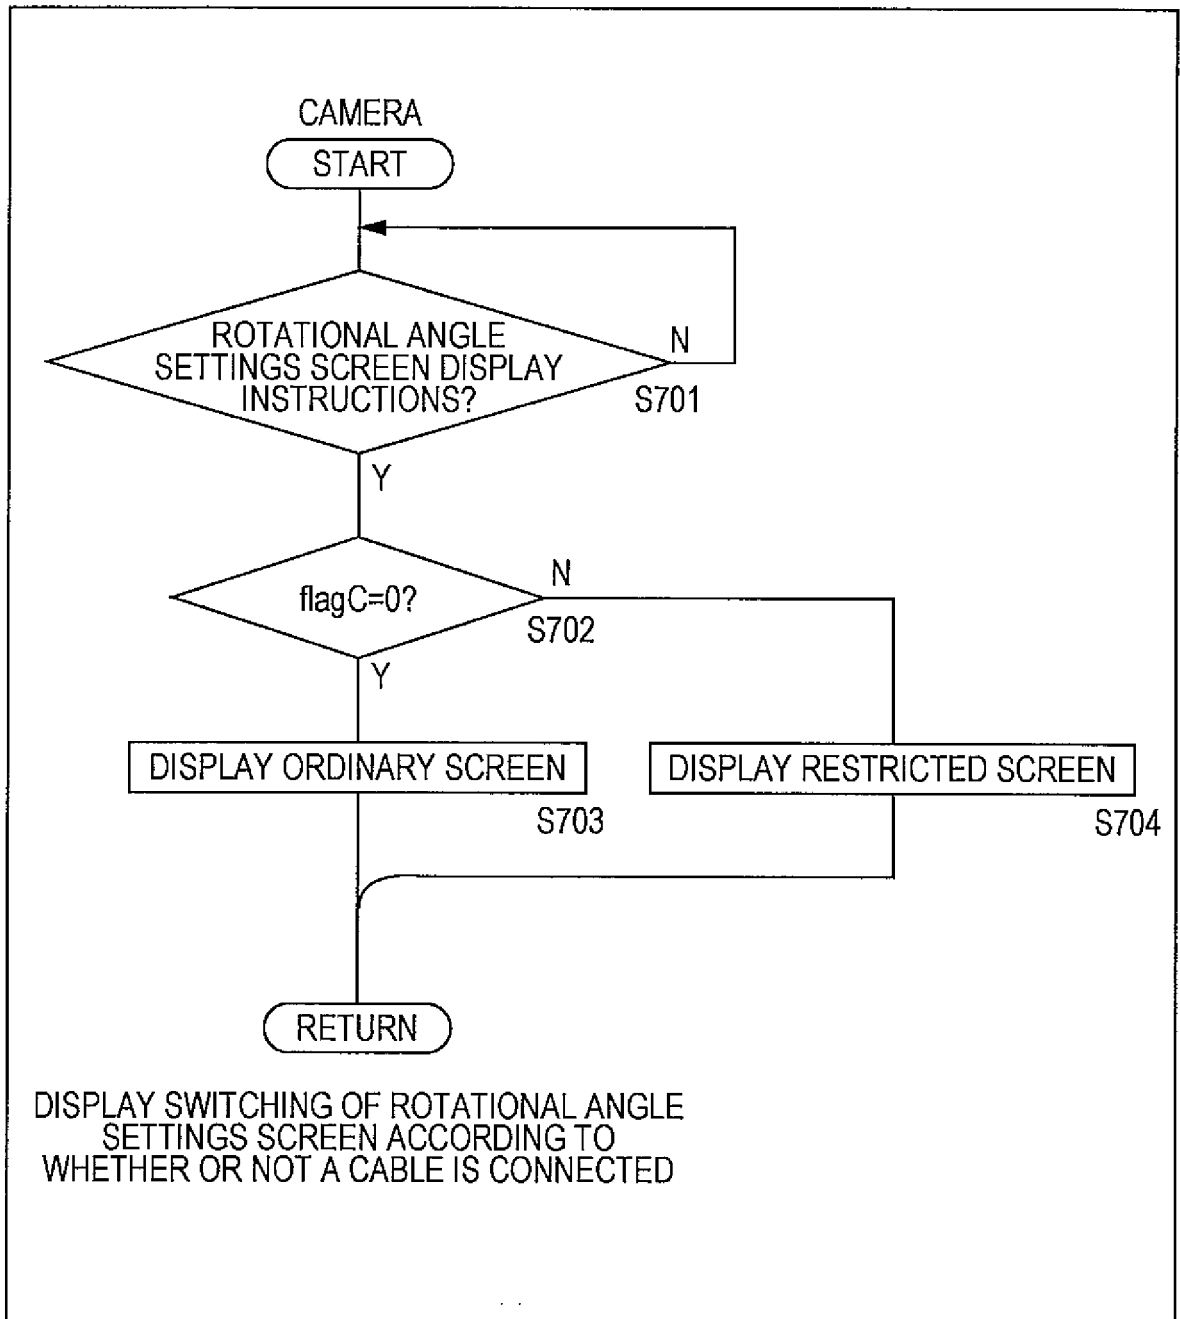 CAMERA
START
ROTATIONAL ANGLE
SETTINGS SCREEN DISPLAY
INSTRUCTIONS?
N
S701
Y
flagC=0?
N
S702
Y
DISPLAY ORDINARY SCREEN
S703
DISPLAY RESTRICTED SCREEN
S704
RETURN
DISPLAY SWITCHING OF ROTATIONAL ANGLE
SETTINGS SCREEN ACCORDING TO
WHETHER OR NOT A CABLE IS CONNECTED